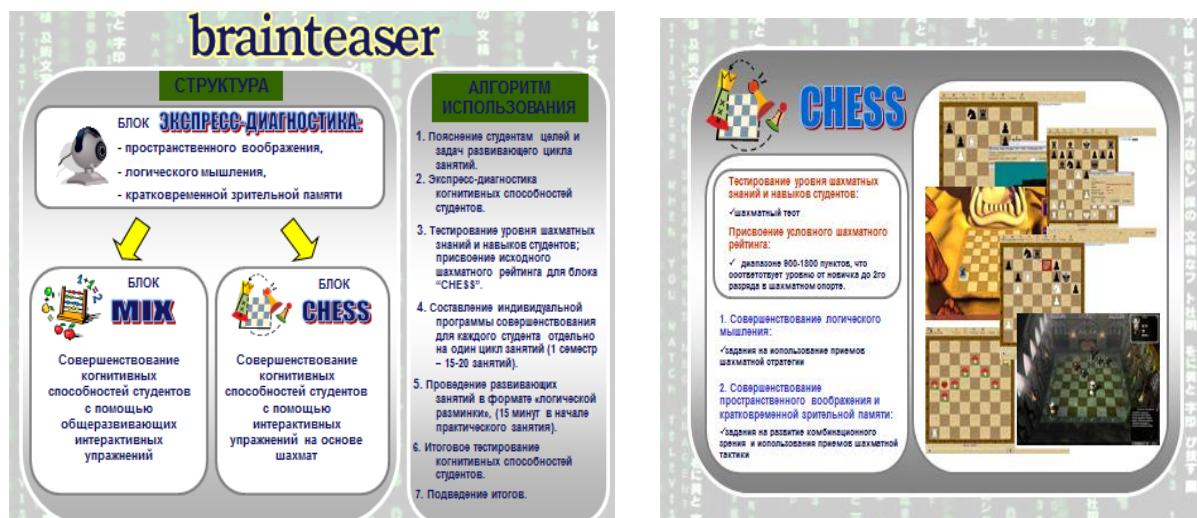 brainteaser
СТРУКТУРА
БЛОК ЭКСПРЕСС-ДИАГНОСТИКА:
- пространственного воображения,
- логического мышления,
- кратковременной зрительной памяти
БЛОК
MIX
Совершенствование
когнитивных
способностей студентов
с помощью
общеразвивающих
интерактивных
упражнений
БЛОК
CHESS
Совершенствование
когнитивных
способностей студентов
с помощью
интерактивных
упражнений на основе
шахмат
АЛГОРИТМ
ИСПОЛЬЗОВАНИЯ
1. Пояснение студентам целей и
задач развивающего цикла
занятий.
2. Экспресс-диагностика
когнитивных способностей
студентов.
3. Тестирование уровня шахматных
знаний и навыков студентов;
присвоение исходного
шахматного рейтинга для блока
“CHESS”.
4. Составление индивидуальной
программы совершенствования
для каждого студента отдельно
на один цикл занятий (1 семестр
– 15-20 занятий).
5. Проведение развивающих
занятий в формате «логической
разминки», (15 минут в начале
практического занятия).
6. Итоговое тестирование
когнитивных способностей
студентов.
7. Подведение итогов.
CHESS
Тестирование уровня шахматных
знаний и навыков студентов:
✓шахматный тест
Присвоение условного шахматного
рейтинга:
✓ диапазоне 900-1800 пунктов, что
соответствует уровню от новичка до 2го
разряда в шахматном спорте.
1. Совершенствование логического
мышления:
✓задания на использование приемов
шахматной стратегии
2. Совершенствование
пространственного воображения и
кратковременной зрительной памяти:
✓задания на развитие комбинационного
зрения и использования приемов шахматной
тактики